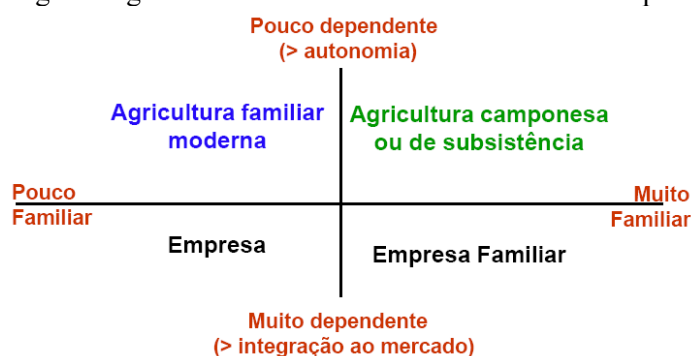 Pouco dependente
(> autonomia)
Agricultura familiar
moderna
Agricultura camponesa
ou de subsistência
Pouco
Familiar
Muito
Familiar
Empresa
Empresa Familiar
Muito dependente
(> integração ao mercado)